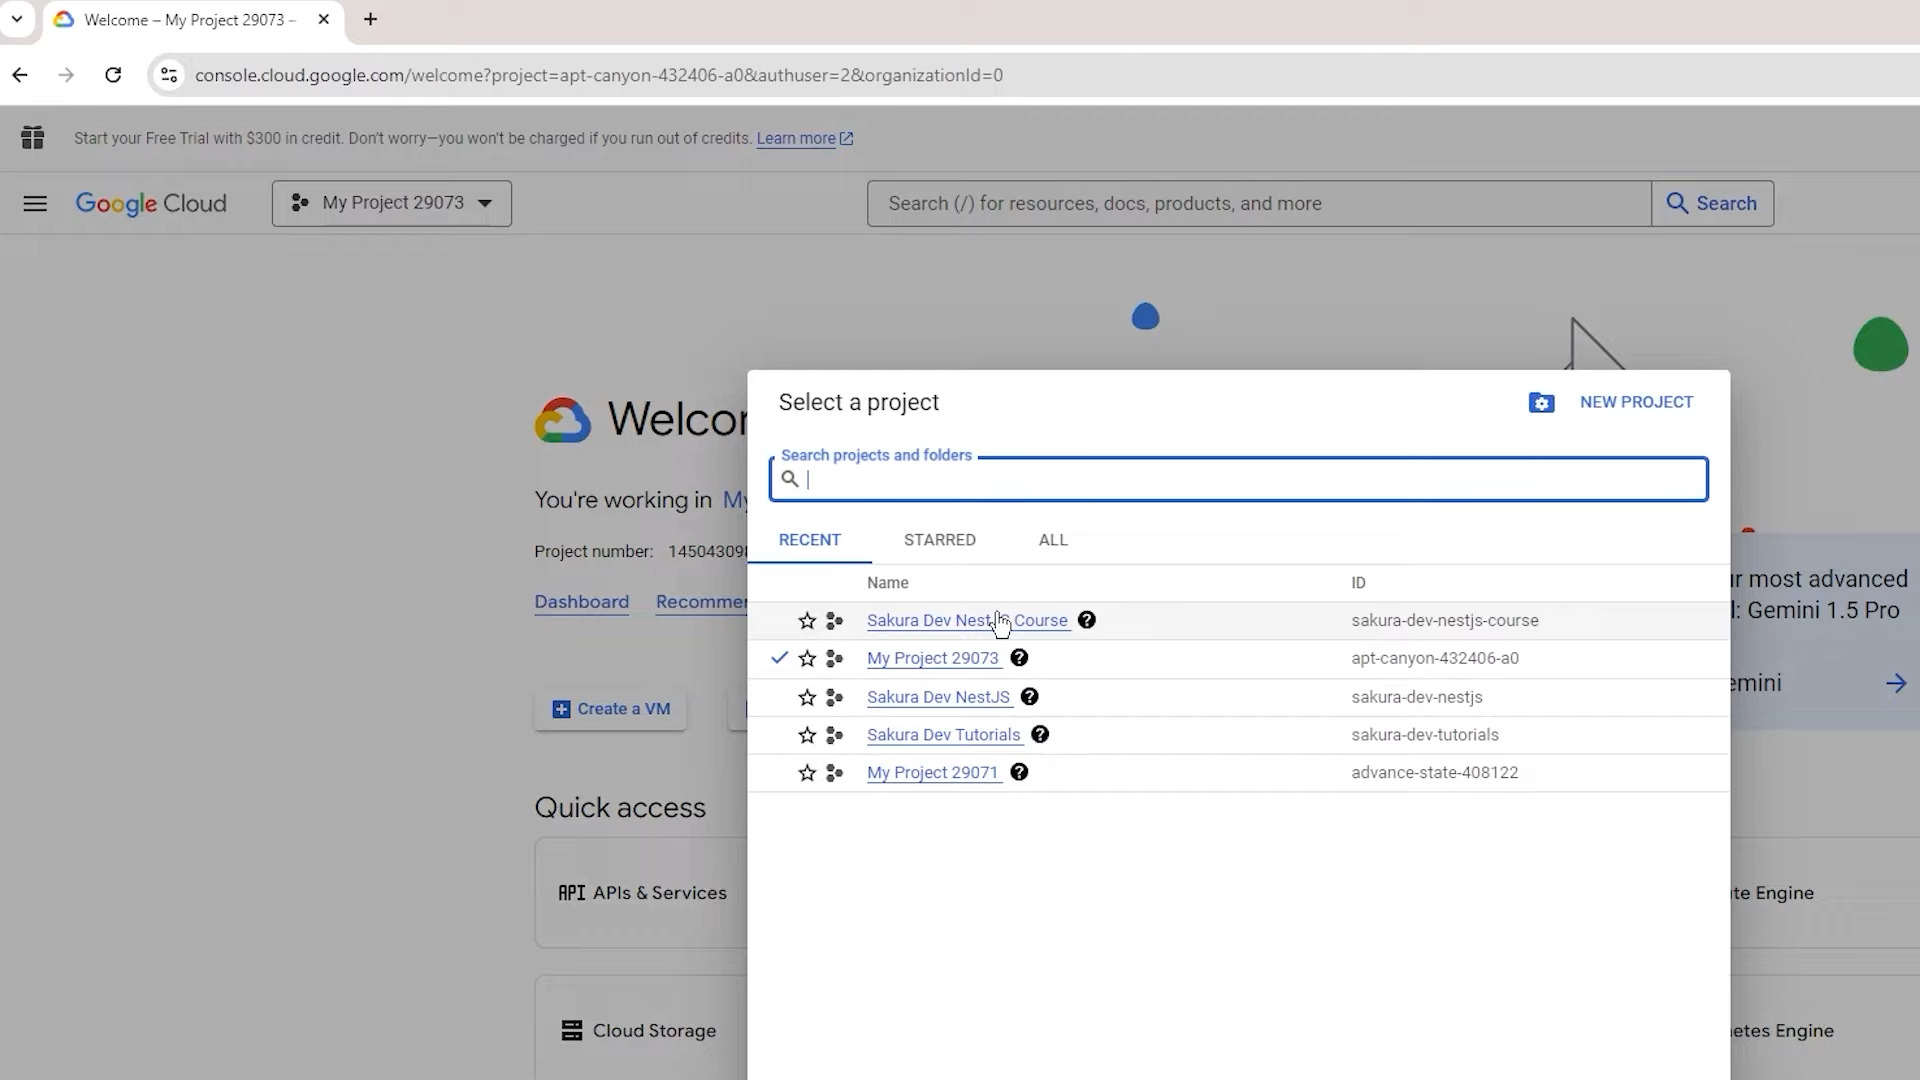 Welcome – My Project 29073 –
console.cloud.google.com/welcome?project=apt-canyon-432406-a0&authuser=2&organizationId=0
Start your Free Trial with $300 in credit. Don't worry—you won't be charged if you run out of credits. Learn more
Google Cloud
My Project 29073
Search (/) for resources, docs, products, and more
Search
Select a project
NEW PROJECT
Search projects and folders
RECENT
STARRED
ALL
Name
ID
Sakura Dev NestJS Course
sakura-dev-nestjs-course
My Project 29073
apt-canyon-432406-a0
Sakura Dev NestJS
sakura-dev-nestjs
Sakura Dev Tutorials
sakura-dev-tutorials
My Project 29071
advance-state-408122
You're working in
Project number: 14504309
Dashboard
Create a VM
Quick access
API APIs & Services
Cloud Storage
most advanced
Gemini 1.5 Pro
Engine
Engine